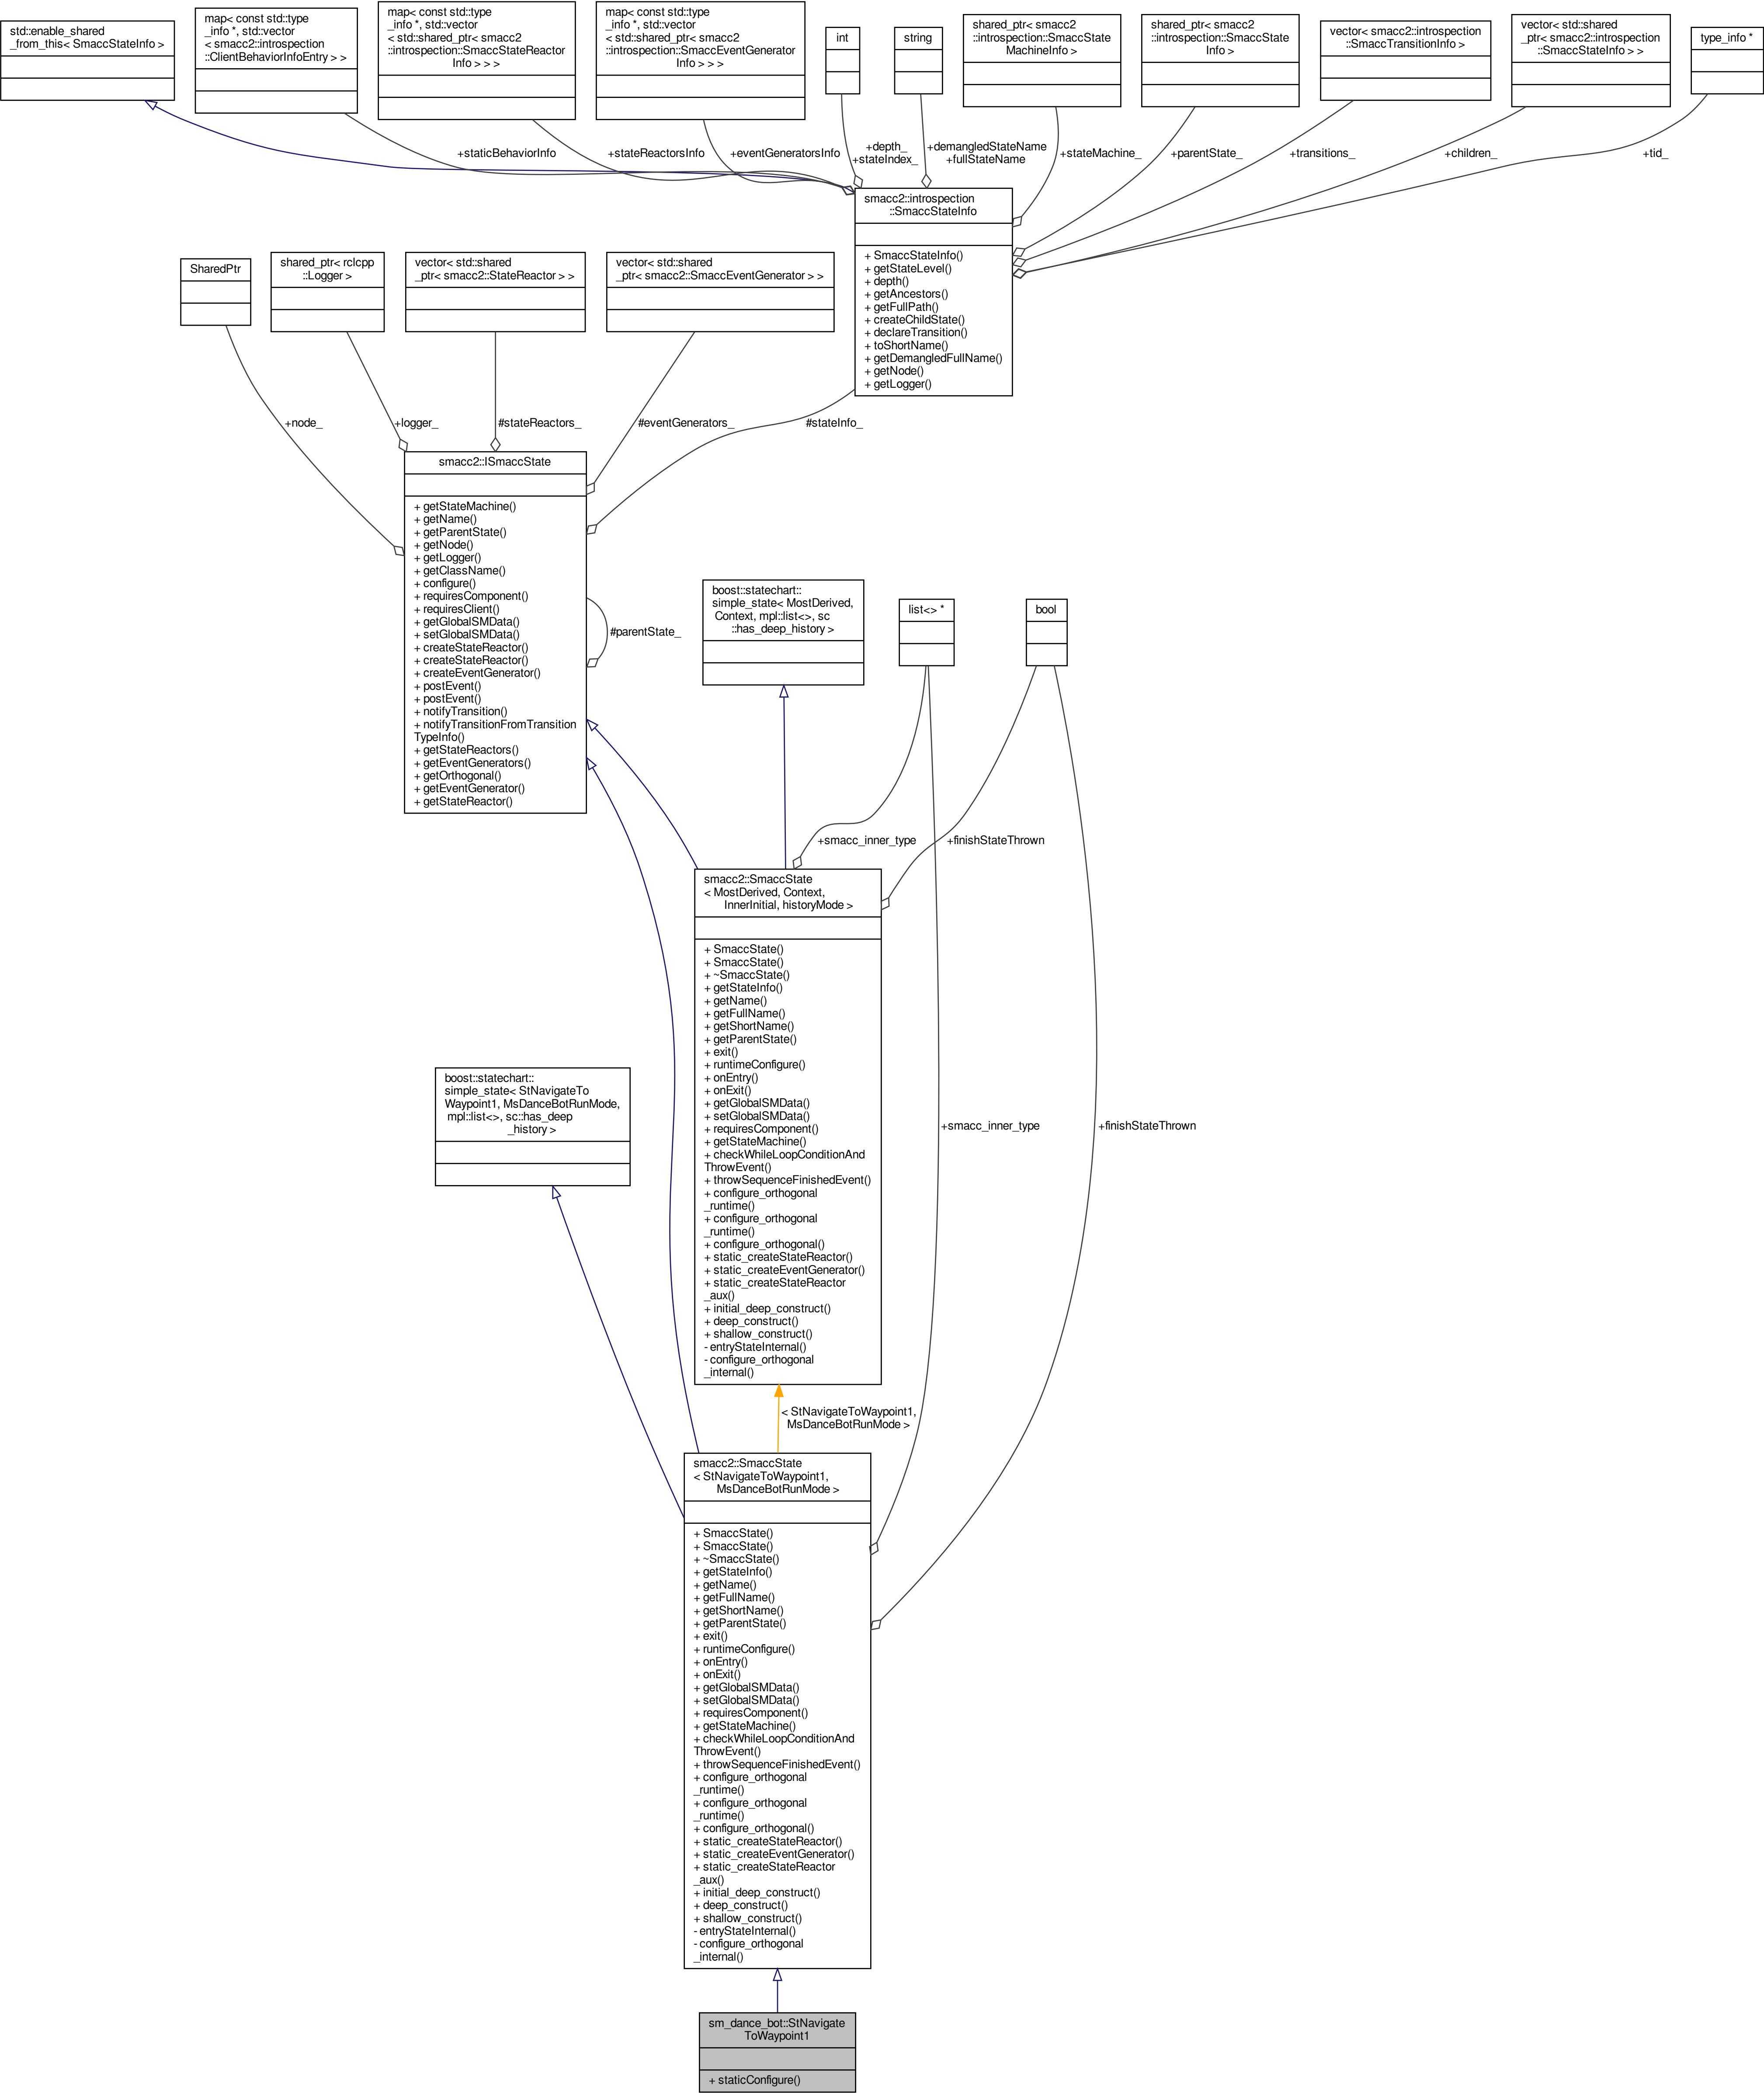 std::enable_shared
_from_this< SmaccStateInfo >
map< const std::type
_info *, std::vector
< smacc2::introspection
::ClientBehaviorInfoEntry > >
map< const std::type
_info *, std::vector
< std::shared_ptr< smacc2
::introspection::SmaccStateReactor
Info > > >
map< const std::type
_info *, std::vector
< std::shared_ptr< smacc2
::introspection::SmaccEventGenerator
Info > > >
int
string
shared_ptr< smacc2
::introspection::SmaccState
MachineInfo >
shared_ptr< smacc2
::introspection::SmaccState
Info >
vector< smacc2::introspection
::SmaccTransitionInfo >
vector< std::shared
_ptr< smacc2::introspection
::SmaccStateInfo > >
type_info *
+staticBehaviorInfo
+stateReactorsInfo
+eventGeneratorsInfo
+depth_
+stateIndex_
+demangledStateName
+fullStateName
+stateMachine_
+parentState_
+transitions_
+children_
+tid_
smacc2::introspection
::SmaccStateInfo
+ SmaccStateInfo()
+ getStateLevel()
+ depth()
+ getAncestors()
+ getFullPath()
+ createChildState()
+ declareTransition()
+ toShortName()
+ getDemangledFullName()
+ getNode()
+ getLogger()
SharedPtr
shared_ptr< rclcpp
::Logger >
vector< std::shared
_ptr< smacc2::StateReactor > >
vector< std::shared
_ptr< smacc2::SmaccEventGenerator > >
+node_
+logger_
#stateReactors_
#eventGenerators_
#stateInfo_
smacc2::ISmaccState
+ getStateMachine()
+ getName()
+ getParentState()
+ getNode()
+ getLogger()
+ getClassName()
+ configure()
+ requiresComponent()
+ requiresClient()
+ getGlobalSMData()
+ setGlobalSMData()
+ createStateReactor()
+ createStateReactor()
+ createEventGenerator()
+ postEvent()
+ postEvent()
+ notifyTransition()
+ notifyTransitionFromTransition
TypeInfo()
+ getStateReactors()
+ getEventGenerators()
+ getOrthogonal()
+ getEventGenerator()
+ getStateReactor()
#parentState_
boost::statechart::
simple_state< MostDerived,
Context, mpl::list<>, sc
::has_deep_history >
list<> *
bool
+smacc_inner_type
+finishStateThrown
smacc2::SmaccState
< MostDerived, Context,
InnerInitial, historyMode >
+ SmaccState()
+ SmaccState()
+ ~SmaccState()
+ getStateInfo()
+ getName()
+ getFullName()
+ getShortName()
+ getParentState()
+ exit()
+ runtimeConfigure()
+ onEntry()
+ onExit()
+ getGlobalSMData()
+ setGlobalSMData()
+ requiresComponent()
+ getStateMachine()
+ checkWhileLoopConditionAnd
ThrowEvent()
+ throwSequenceFinishedEvent()
+ configure_orthogonal
_runtime()
+ configure_orthogonal
_runtime()
+ configure_orthogonal()
+ static_createStateReactor()
+ static_createEventGenerator()
+ static_createStateReactor
_aux()
+ initial_deep_construct()
+ deep_construct()
+ shallow_construct()
- entryStateInternal()
- configure_orthogonal
_internal()
boost::statechart::
simple_state< StNavigateTo
Waypoint1, MsDanceBotRunMode,
mpl::list<>, sc::has_deep
_history >
+smacc_inner_type
+finishStateThrown
< StNavigateToWaypoint1,
MsDanceBotRunMode >
smacc2::SmaccState
< StNavigateToWaypoint1,
MsDanceBotRunMode >
+ SmaccState()
+ SmaccState()
+ ~SmaccState()
+ getStateInfo()
+ getName()
+ getFullName()
+ getShortName()
+ getParentState()
+ exit()
+ runtimeConfigure()
+ onEntry()
+ onExit()
+ getGlobalSMData()
+ setGlobalSMData()
+ requiresComponent()
+ getStateMachine()
+ checkWhileLoopConditionAnd
ThrowEvent()
+ throwSequenceFinishedEvent()
+ configure_orthogonal
_runtime()
+ configure_orthogonal
_runtime()
+ configure_orthogonal()
+ static_createStateReactor()
+ static_createEventGenerator()
+ static_createStateReactor
_aux()
+ initial_deep_construct()
+ deep_construct()
+ shallow_construct()
- entryStateInternal()
- configure_orthogonal
_internal()
sm_dance_bot::StNavigate
ToWaypoint1
+ staticConfigure()